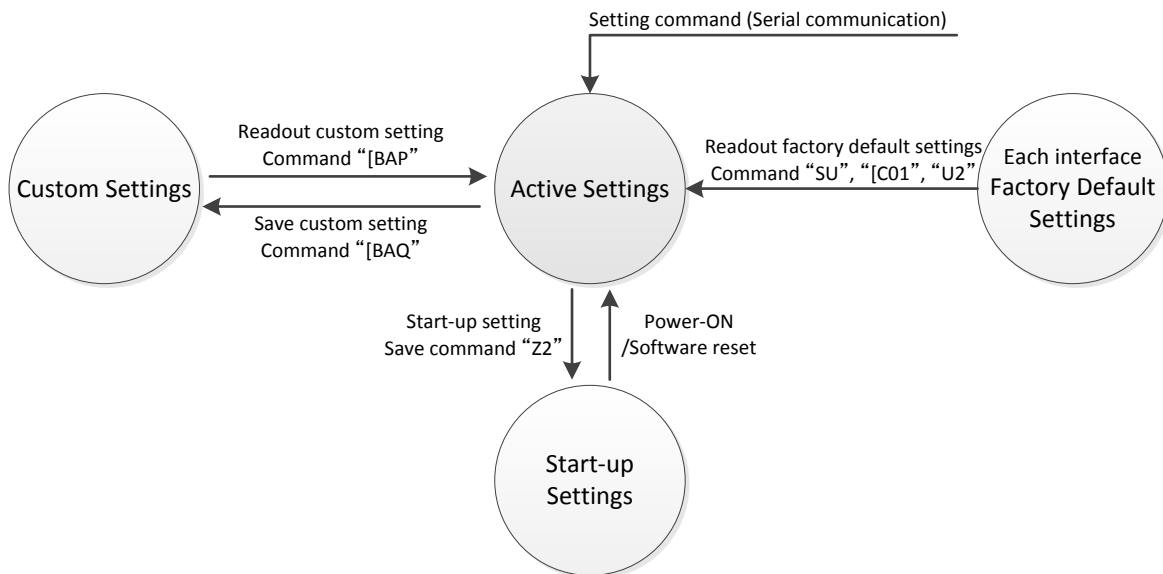 Setting command (Serial communication)
Readout custom setting
Command “[BAP”
Custom Settings
Save custom setting
Command “[BAQ”
Active Settings
Readout factory default settings
Command “SU”, “[C01”, “U2”
Each interface
Factory Default
Settings
Start-up setting
Save command “Z2”
Power-ON
/Software reset
Start-up
Settings